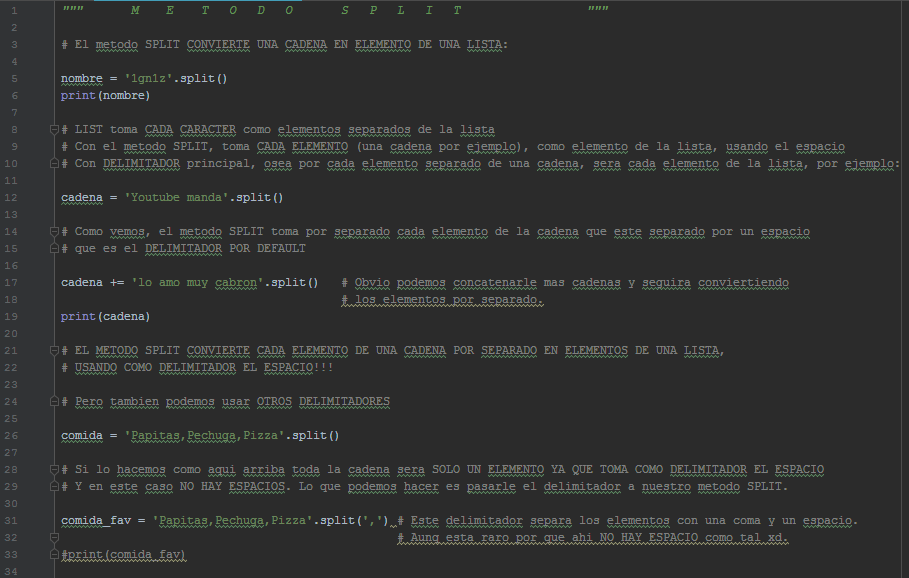 1 """ M E T O D O S P L I T """
2
3 # El metodo SPLIT CONVIERTE UNA CADENA EN ELEMENTO DE UNA LISTA:
4
5 nombre = '1gn1z'.split()
6 print(nombre)
7
8 # LIST toma CADA CARACTER como elementos separados de la lista
9 # Con el metodo SPLIT, toma CADA ELEMENTO (una cadena por ejemplo), como elemento de la lista, usando el espacio
10 # Con DELIMITADOR principal, osea por cada elemento separado de una cadena, sera cada elemento de la lista, por ejemplo:
11
12 cadena = 'Youtube manda'.split()
13
14 # Como vemos, el metodo SPLIT toma por separado cada elemento de la cadena que este separado por un espacio
15 # que es el DELIMITADOR POR DEFAULT
16
17 cadena += 'lo amo muy cabron'.split() # Obvio podemos concatenarle mas cadenas y seguira conviertiendo
18 # los elementos por separado.
19 print(cadena)
20
21 # EL METODO SPLIT CONVIERTE CADA ELEMENTO DE UNA CADENA POR SEPARADO EN ELEMENTOS DE UNA LISTA,
22 # USANDO COMO DELIMITADOR EL ESPACIO!!!
23
24 # Pero tambien podemos usar OTROS DELIMITADORES
25
26 comida = 'Papitas,Pechuga,Pizza'.split()
27
28 # Si lo hacemos como aqui arriba toda la cadena sera SOLO UN ELEMENTO YA QUE TOMA COMO DELIMITADOR EL ESPACIO
29 # Y en este caso NO HAY ESPACIOS. Lo que podemos hacer es pasarle el delimitador a nuestro metodo SPLIT.
30
31 comida_fav = 'Papitas,Pechuga,Pizza'.split(',') # Este delimitador separa los elementos con una coma y un espacio.
32 # Aunq esta raro por que ahi NO HAY ESPACIO como tal xd.
33 #print(comida_fav)
34